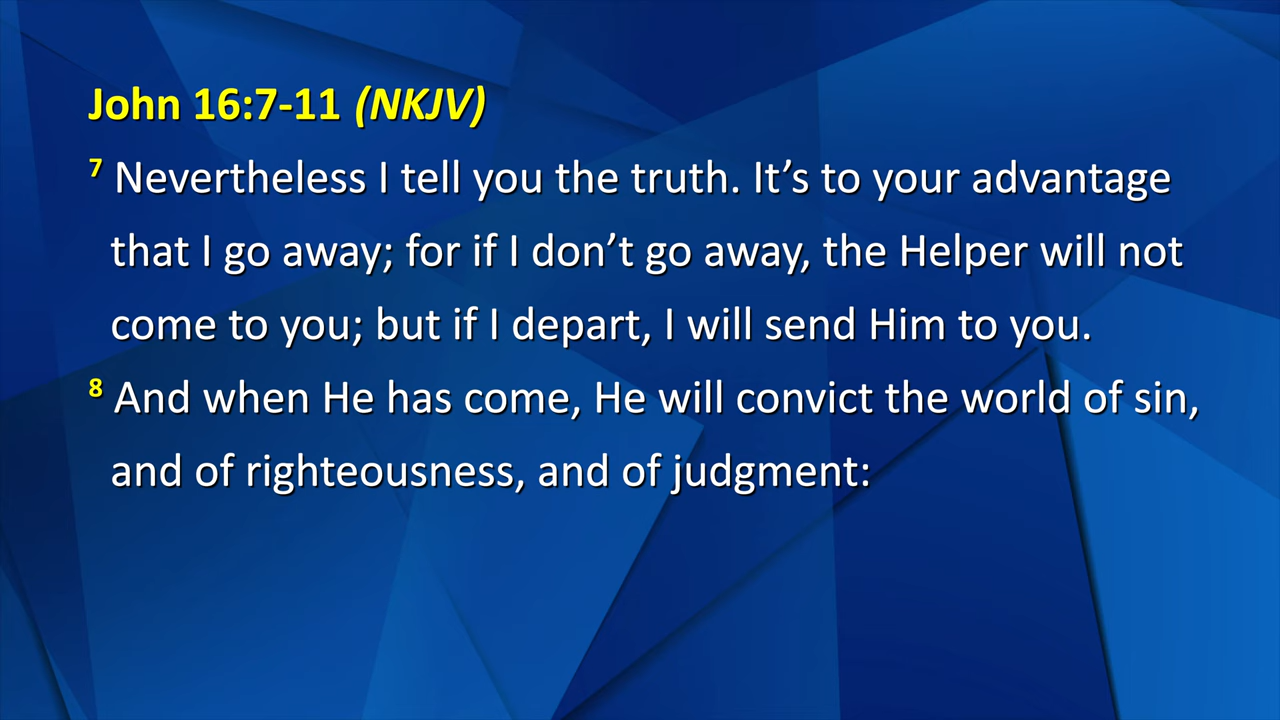 John 16:7-11 (NKJV)
7 Nevertheless I tell you the truth. It’s to your advantage
that I go away; for if I don’t go away, the Helper will not
come to you; but if I depart, I will send Him to you.
8 And when He has come, He will convict the world of sin,
and of righteousness, and of judgment: